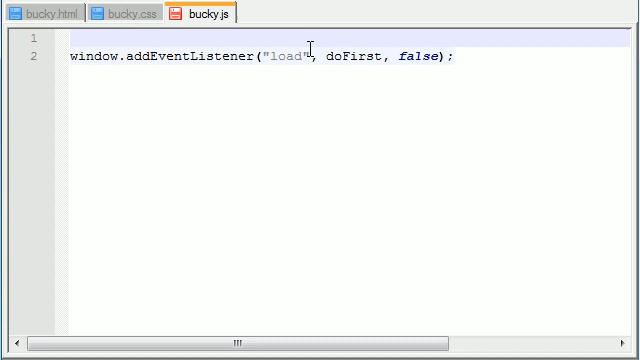 bucky.html bucky.css bucky.js
1
2 window.addEventListener("load", doFirst, false);